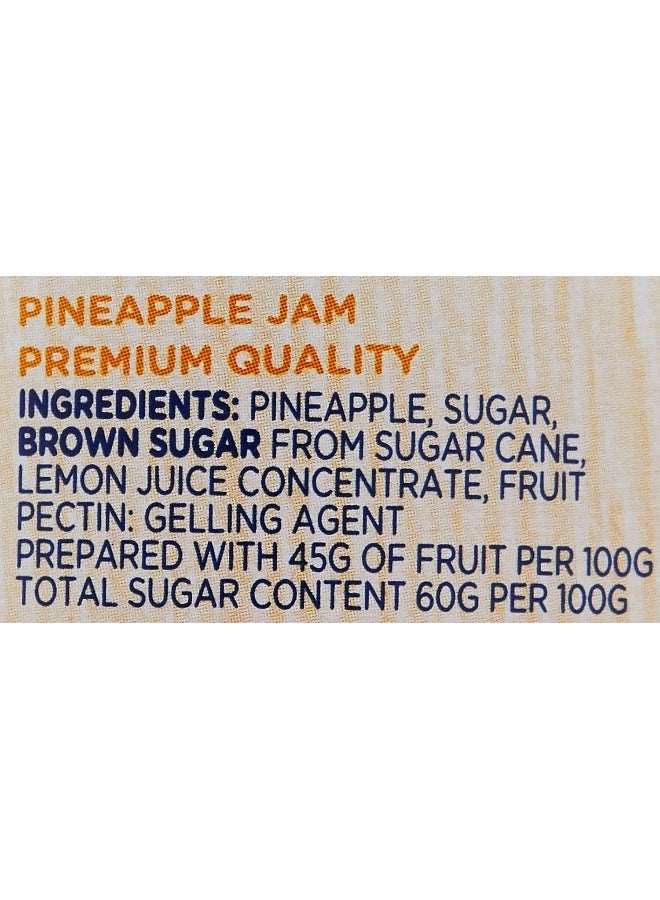 PINEAPPLE JAM
PREMIUM QUALITY
INGREDIENTS: PINEAPPLE, SUGAR,
BROWN SUGAR FROM SUGAR CANE,
LEMON JUICE CONCENTRATE, FRUIT
PECTIN: GELLING AGENT
PREPARED WITH 45G OF FRUIT PER 100G
TOTAL SUGAR CONTENT 60G PER 100G